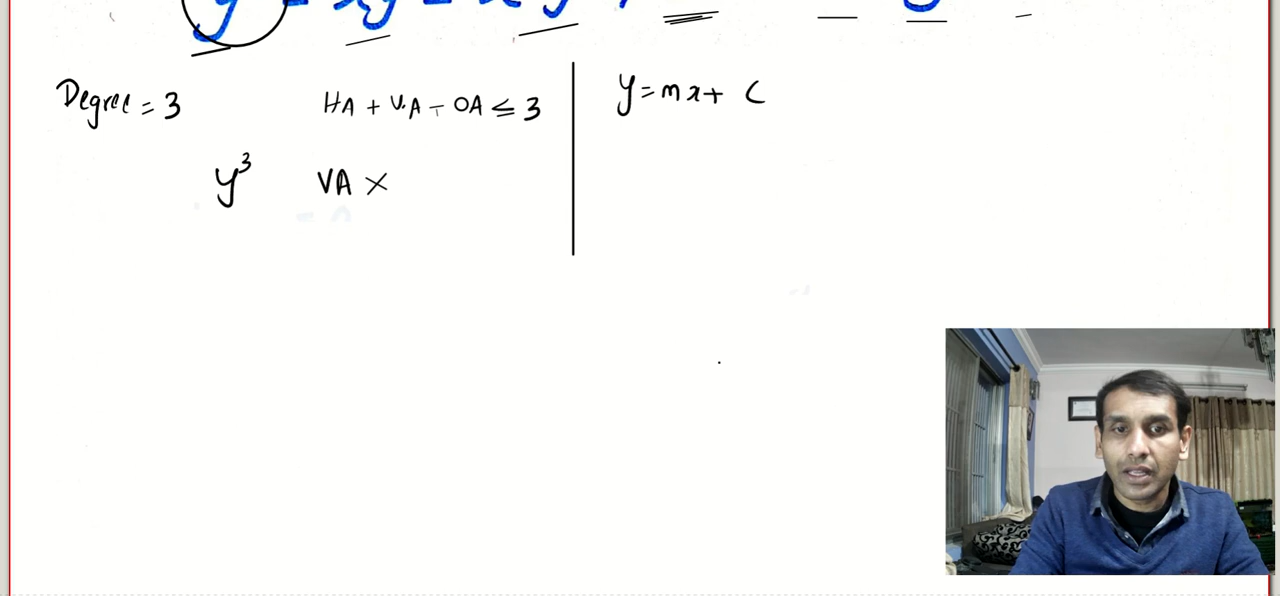 Degree = 3
HA + V.A + OA ≤ 3
y³ VA ×
y = mx + c